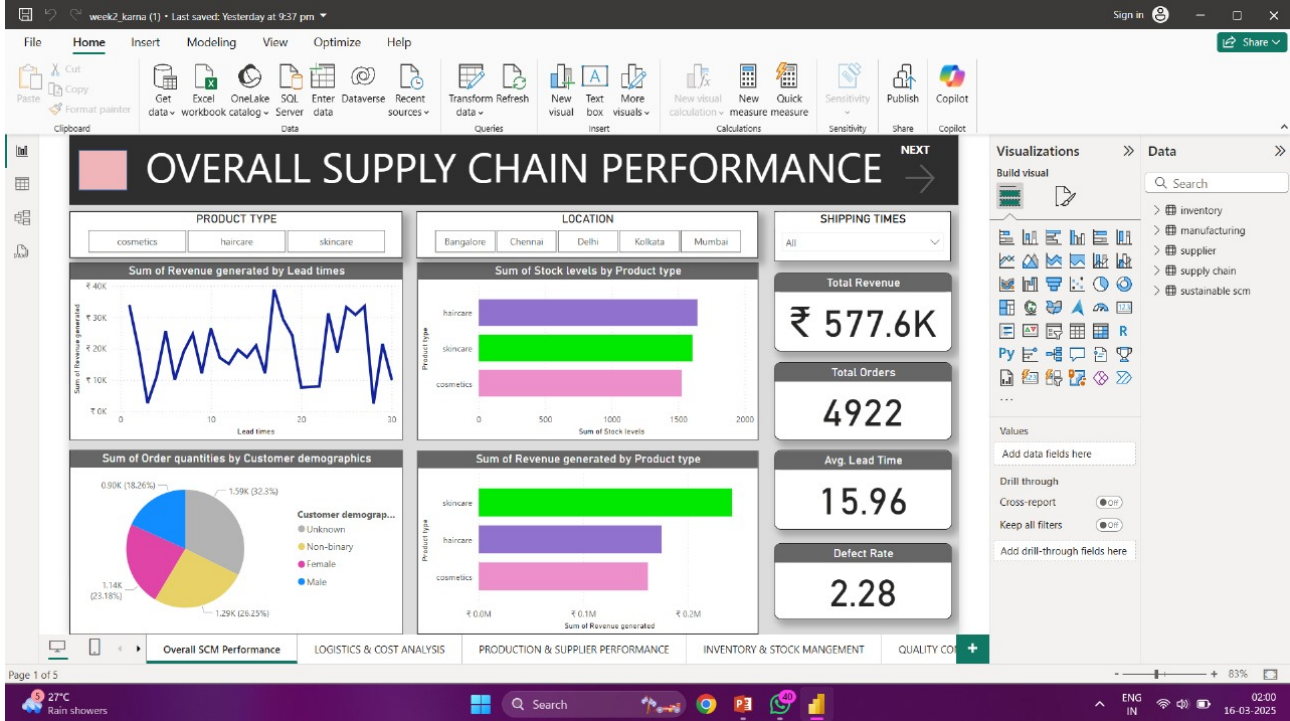 week2_karna (1) • Last saved: Yesterday at 9:37 pm
Sign in
File Home Insert Modeling View Optimize Help
Share
Paste
Cut
Copy
Format painter
Clipboard
Get data
Excel workbook
OneLake catalog
SQL Server
Enter data
Dataverse
Recent sources
Data
Transform data
Refresh
Queries
New visual
Text box
More visuals
Insert
New visual calculation
New measure
Quick measure
Calculations
Sensitivity
Sensitivity
Publish
Share
Copilot
Copilot
OVERALL SUPPLY CHAIN PERFORMANCE
NEXT
PRODUCT TYPE
cosmetics haircare skincare
LOCATION
Bangalore Chennai Delhi Kolkata Mumbai
SHIPPING TIMES
All
Sum of Revenue generated by Lead times
Sum of Revenue generated
₹ 40K
₹ 30K
₹ 20K
₹ 10K
₹ 0K
0 10 20 30
Lead times
Sum of Stock levels by Product type
Product type
haircare
skincare
cosmetics
0 500 1000 1500 2000
Sum of Stock levels
Total Revenue
₹ 577.6K
Total Orders
4922
Sum of Order quantities by Customer demographics
0.90K (18.26%)
1.59K (32.3%)
1.14K
(23.18%)
1.29K (26.25%)
Customer demograp...
Unknown
Non-binary
Female
Male
Sum of Revenue generated by Product type
Product type
skincare
haircare
cosmetics
₹ 0.0M ₹ 0.1M ₹ 0.2M
Sum of Revenue generated
Avg. Lead Time
15.96
Defect Rate
2.28
Visualizations
Build visual
123
R
Py
...
Values
Add data fields here
Drill through
Cross-report Off
Keep all filters Off
Add drill-through fields here
Data
Search
inventory
manufacturing
supplier
supply chain
sustainable scm
Overall SCM Performance LOGISTICS & COST ANALYSIS PRODUCTION & SUPPLIER PERFORMANCE INVENTORY & STOCK MANGEMENT QUALITY CO
Page 1 of 5
83%
5
27°C
Rain showers
Search
40
ENG
IN
02:00
16-03-2025